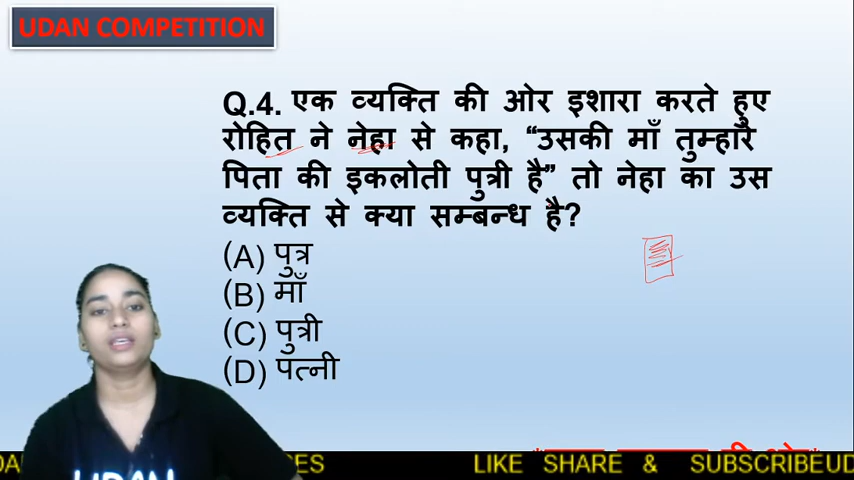 UDAN COMPETITION
Q.4. एक व्यक्ति की ओर इशारा करते हुए
रोहित ने नेहा से कहा, “उसकी माँ तुम्हारे
पिता की इकलोती पुत्री है” तो नेहा का उस
व्यक्ति से क्या सम्बन्ध है?
(A) पुत्र
(B) माँ
(C) पुत्री
(D) पत्नी
UDAN
LIKE SHARE & SUBSCRIBE